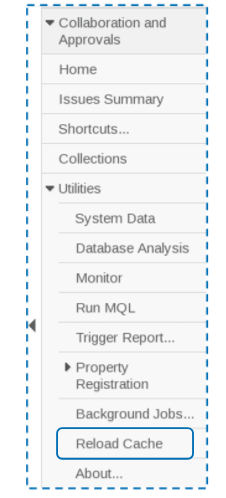 Collaboration and
Approvals
Home
Issues Summary
Shortcuts...
Collections
Utilities
System Data
Database Analysis
Monitor
Run MQL
Trigger Report...
Property
Registration
Background Jobs...
Reload Cache
About...